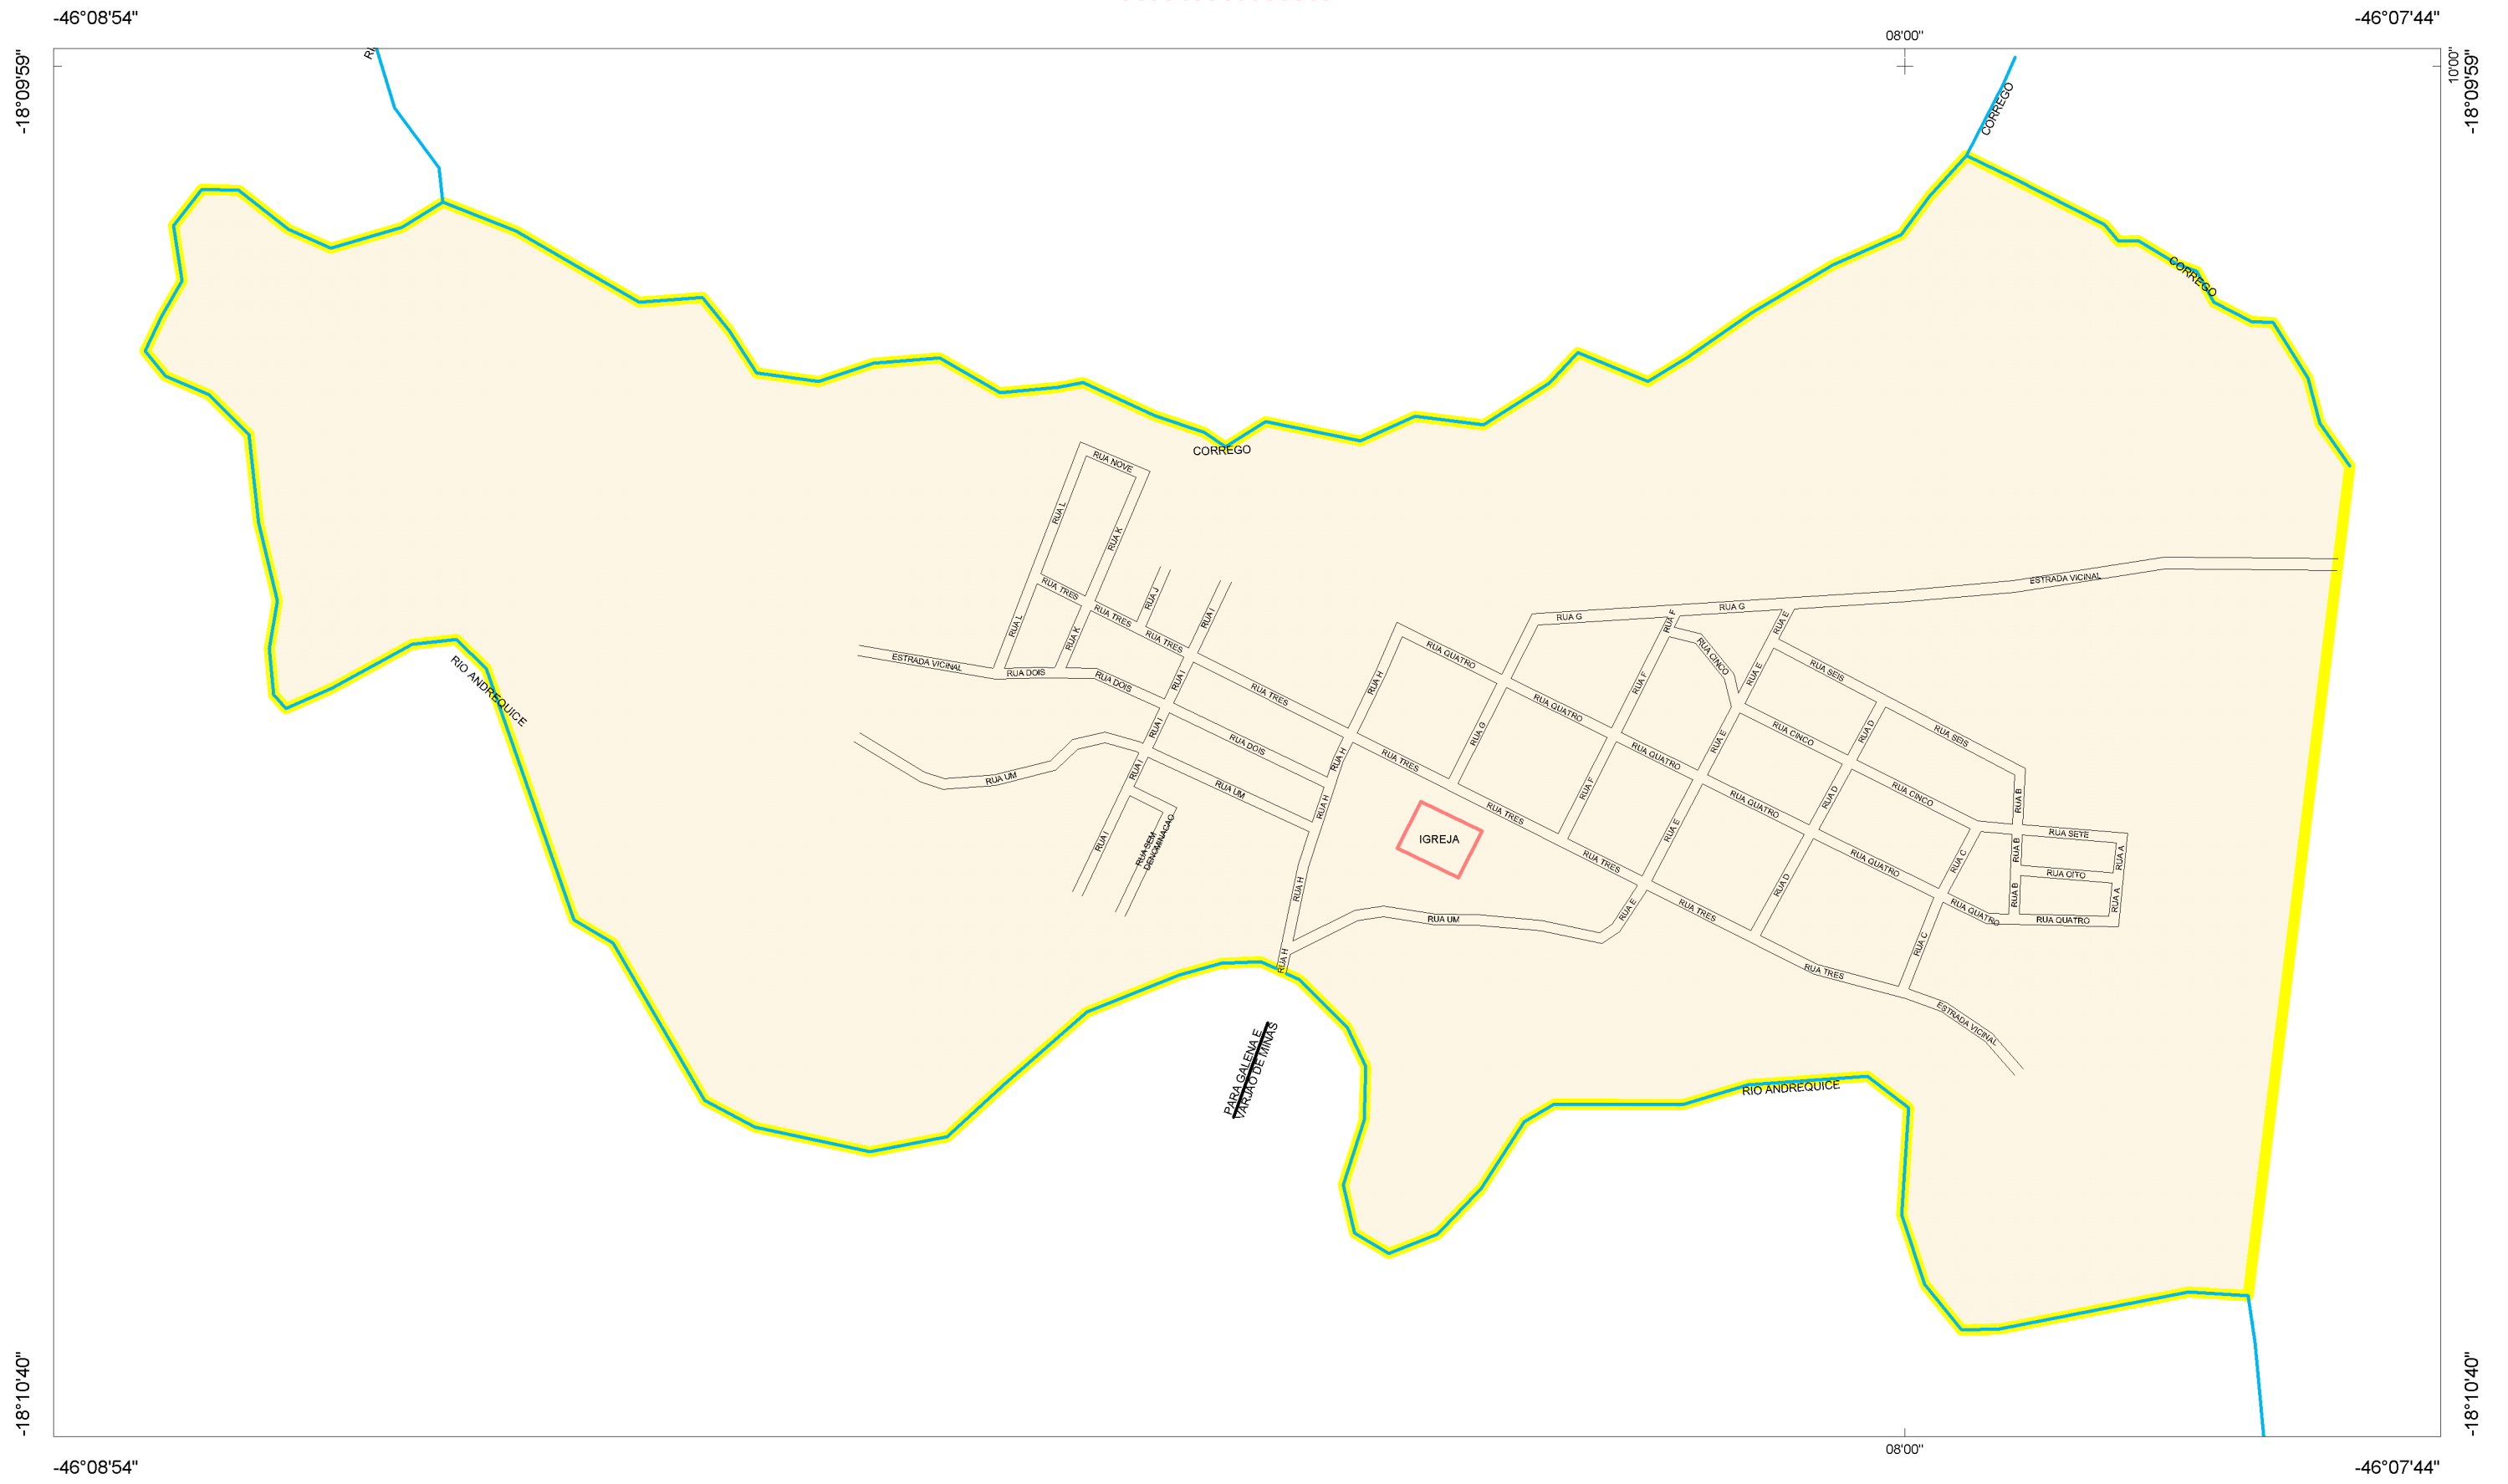 -46°08'54"
-46°07'44"
08'00"
-18°09'59"
10'00"
-18°09'59"
CORREGO
CORREGO
CORREGO
RUA NOVE
RUA L
RUA K
RUA TRES
RUA TRES
RUA J
RUA I
RUA TRES
RUA L
RUA K
ESTRADA VICINAL
RUA G
RUA G
RUA F
RUA E
RUA CINCO
RUA QUATRO
RUA SEIS
RIO ANDREQUICE
ESTRADA VICINAL
RUA DOIS
RUA DOIS
RUA I
RUA TRES
RUA H
RUA F
RUA E
RUA QUATRO
RUA I
RUA DOIS
RUA G
RUA E
RUA CINCO
RUA D
RUA SEIS
RUA H
RUA TRES
RUA QUATRO
RUA UM
RUA I
RUA UM
RUA H
RUA TRES
RUA F
RUA QUATRO
RUA D
RUA CINCO
RUA B
RUA SETE
RUA I
RUA SEM
DENOMINACAO
IGREJA
RUA E
RUA TRES
RUA QUATRO
RUA C
RUA B
RUA A
RUA OITO
RUA H
RUA D
RUA B
RUA A
RUA UM
RUA E
RUA TRES
RUA QUATRO
RUA QUATRO
RUA H
RUA C
RUA TRES
ESTRADA VICINAL
PARA GALENA E
VARJAO DE MINAS
RIO ANDREQUICE
-18°10'40"
-18°10'40"
08'00"
-46°08'54"
-46°07'44"